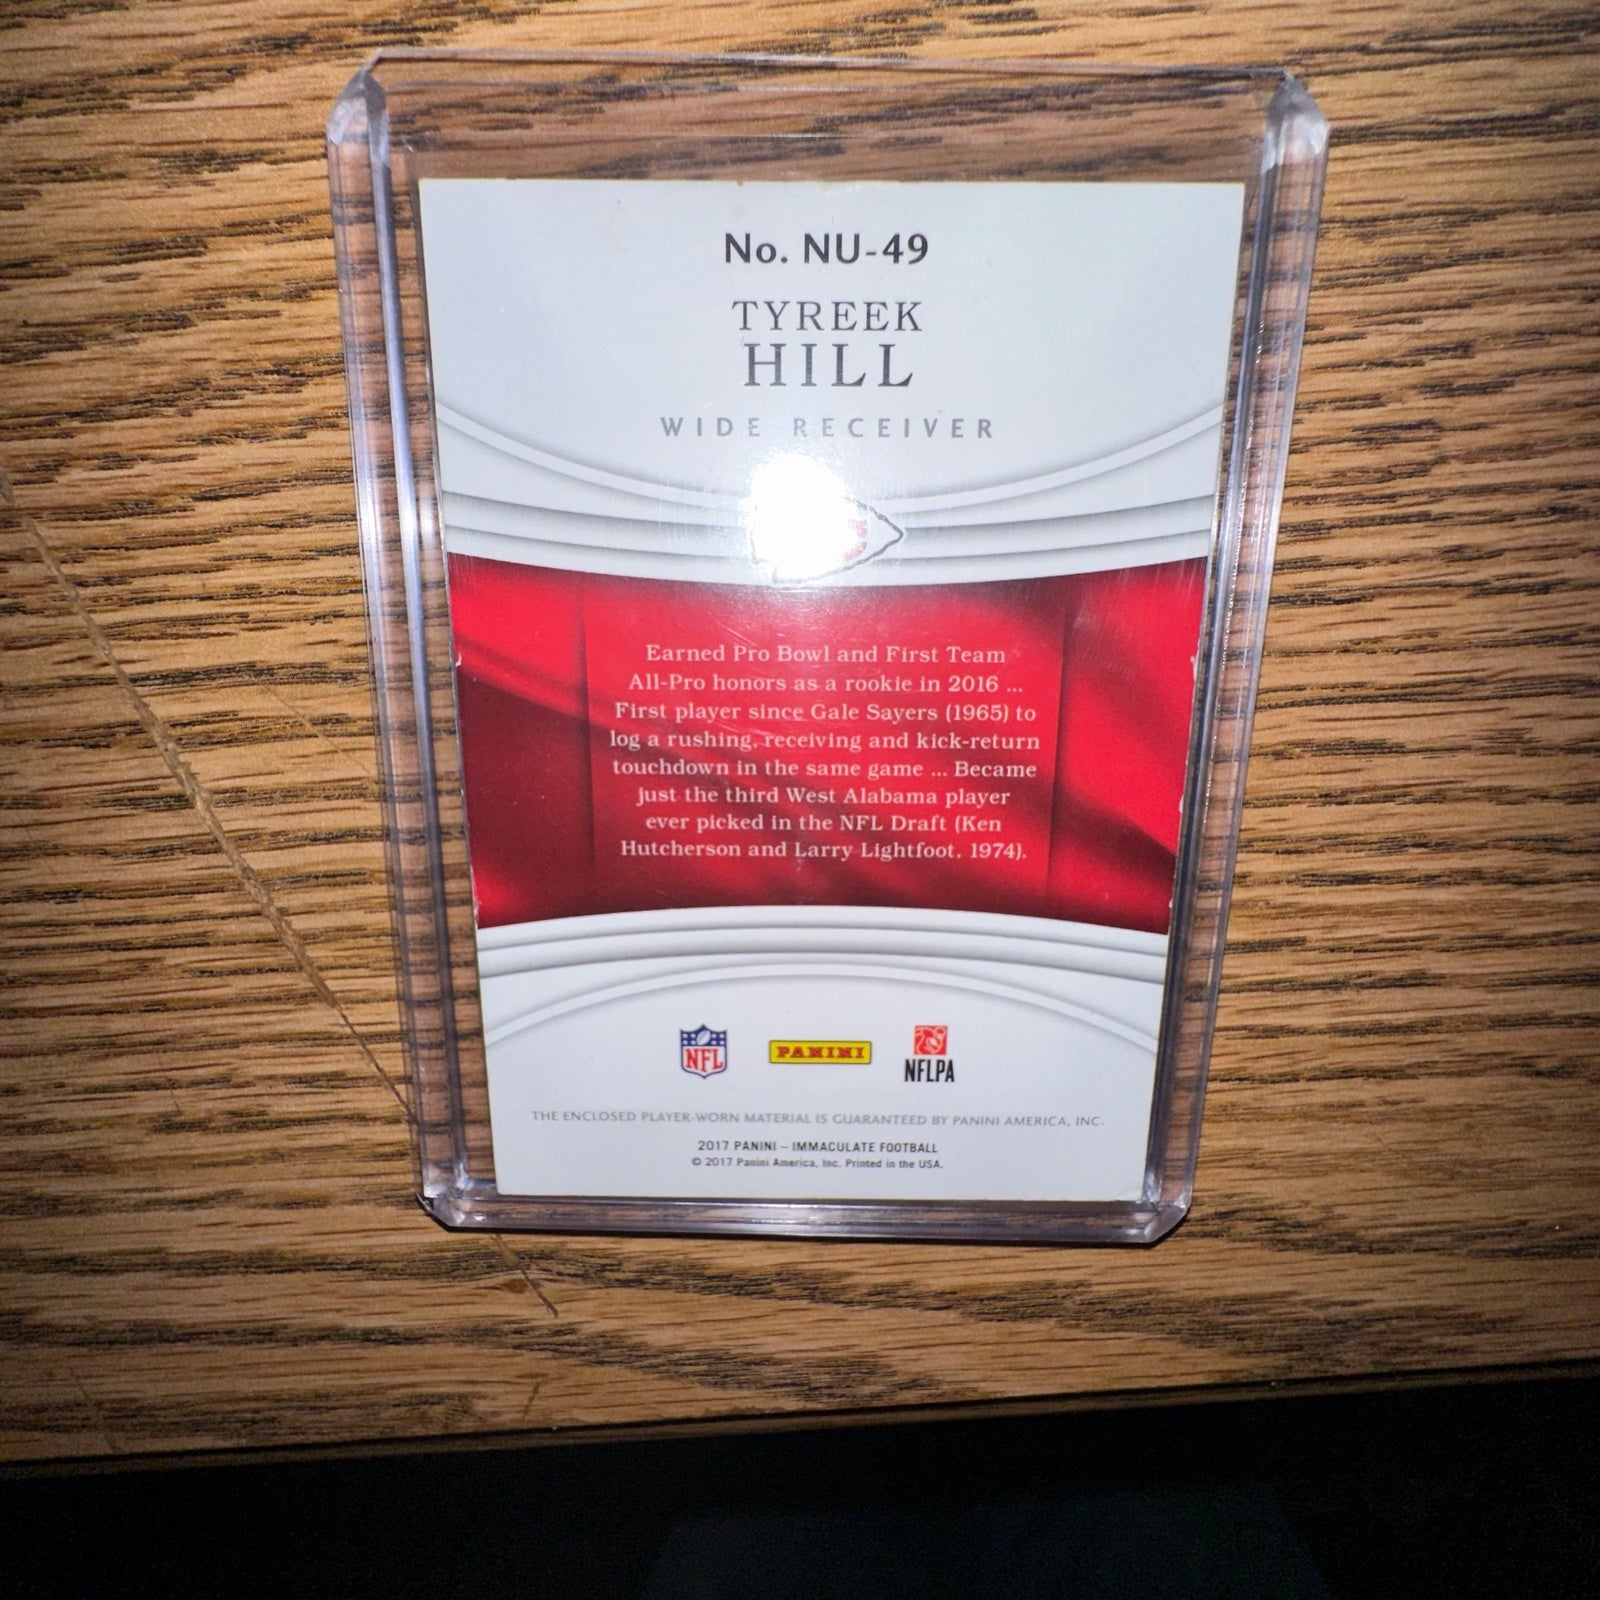 No. NU-49
TYREEK
HILL
WIDE RECEIVER
Earned Pro Bowl and First Team
All-Pro honors as a rookie in 2016 ...
First player since Gale Sayers (1965) to
log a rushing, receiving and kick-return
touchdown in the same game ... Became
just the third West Alabama player
ever picked in the NFL Draft (Ken
Hutcherson and Larry Lightfoot, 1974).
NFL PANINI NFLPA
THE ENCLOSED PLAYER-WORN MATERIAL IS GUARANTEED BY PANINI AMERICA, INC.
2017 PANINI – IMMACULATE FOOTBALL
© 2017 Panini America, Inc. Printed in the USA.